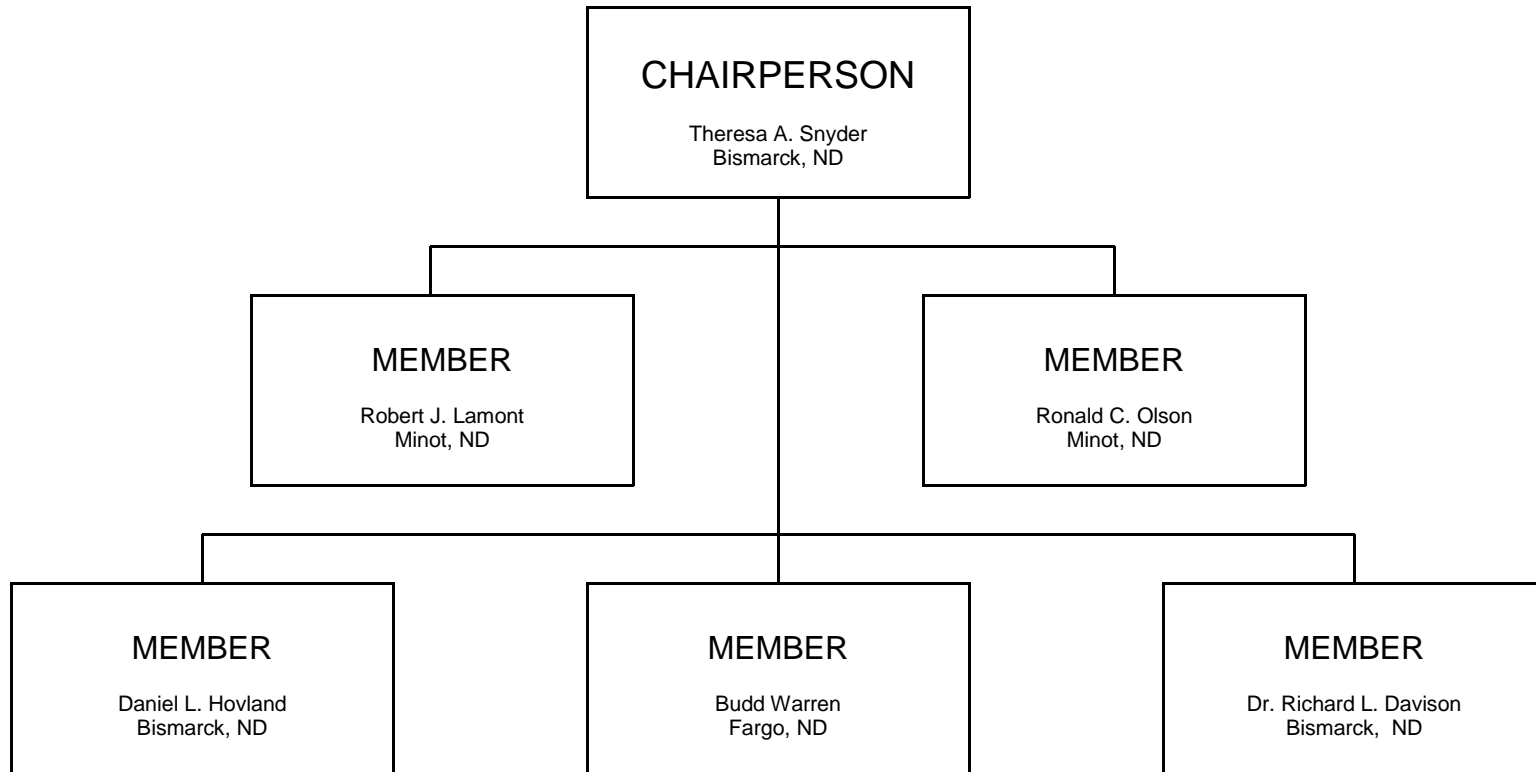 CHAIRPERSON
Theresa A. Snyder
Bismarck, ND
MEMBER
Robert J. Lamont
Minot, ND
MEMBER
Ronald C. Olson
Minot, ND
MEMBER
Daniel L. Hovland
Bismarck, ND
MEMBER
Budd Warren
Fargo, ND
MEMBER
Dr. Richard L. Davison
Bismarck,  ND